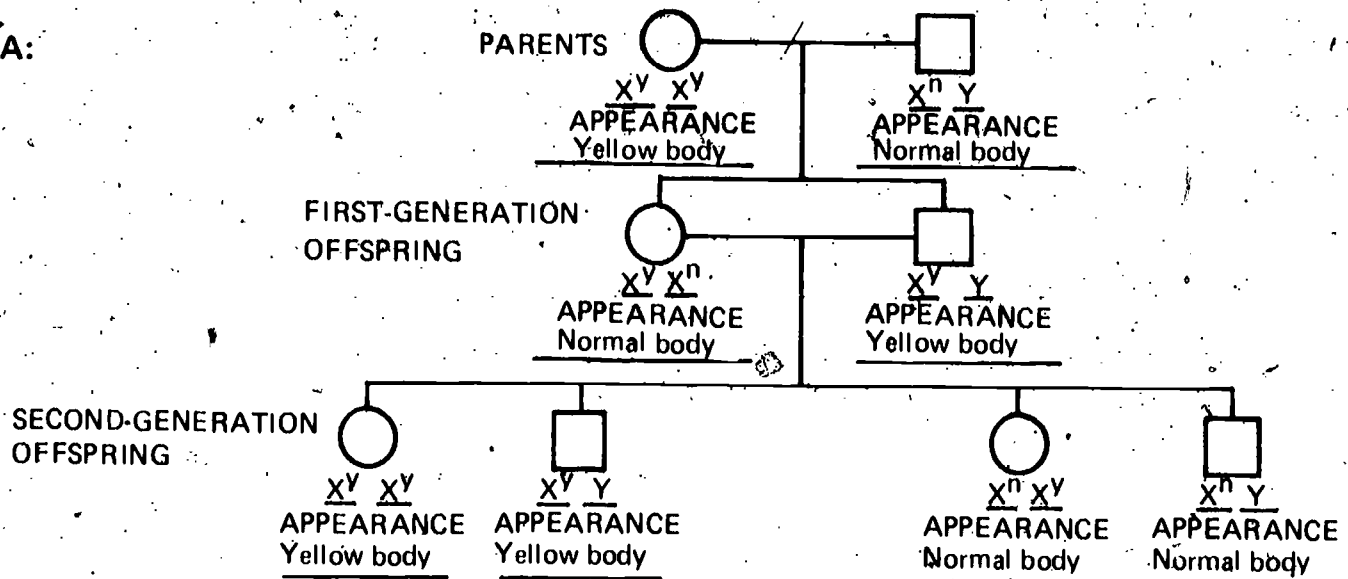 A:
PARENTS
X^y X^y
X^n Y
APPEARANCE
Yellow body
APPEARANCE
Normal body
FIRST-GENERATION
OFFSPRING
X^y X^n
X^y Y
APPEARANCE
Normal body
APPEARANCE
Yellow body
SECOND-GENERATION
OFFSPRING
X^y X^y
X^y Y
X^n X^y
X^n Y
APPEARANCE
Yellow body
APPEARANCE
Yellow body
APPEARANCE
Normal body
APPEARANCE
Normal body